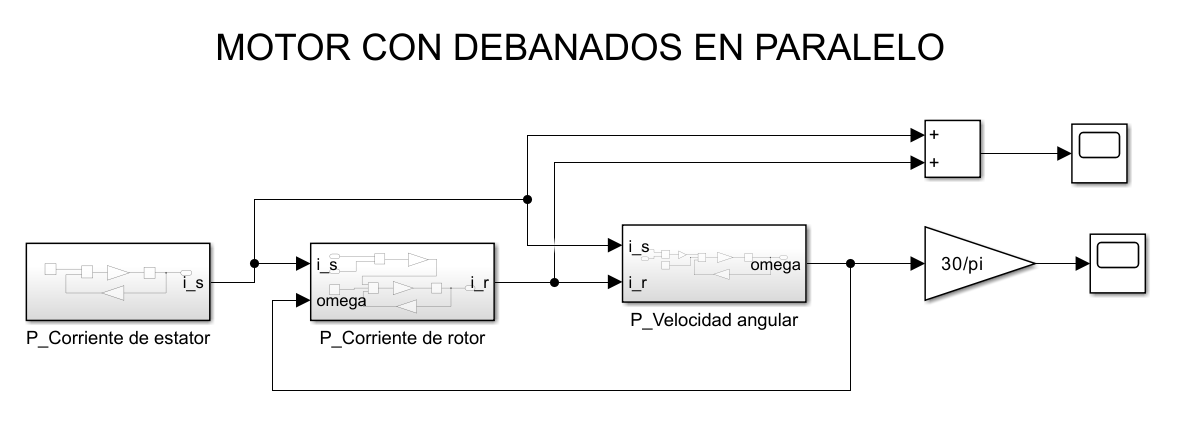 MOTOR CON DEBANADOS EN PARALELO
+
+
i_s
P_Corriente de estator
i_s
omega
i_r
P_Corriente de rotor
i_s
i_r
omega
P_Velocidad angular
30/pi